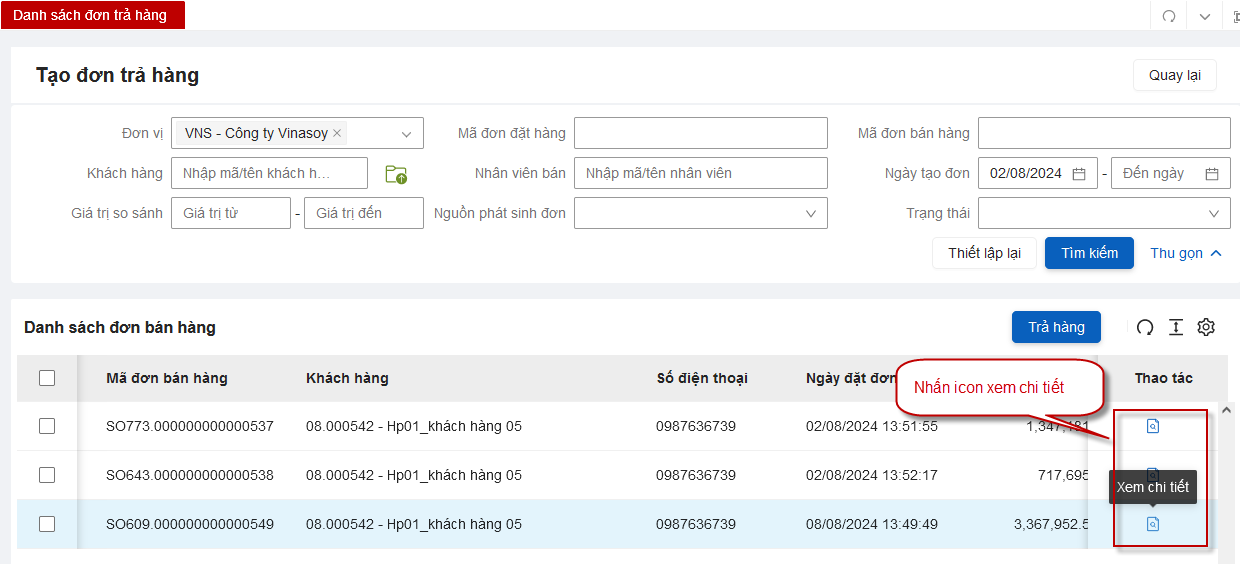 Danh sách đơn trả hàng
Tạo đơn trả hàng
Quay lại
Đơn vị VNS - Công ty Vinasoy Mã đơn đặt hàng Mã đơn bán hàng
Khách hàng Nhập mã/tên khách h... Nhân viên bán Nhập mã/tên nhân viên Ngày tạo đơn 02/08/2024 - Đến ngày
Giá trị so sánh Giá trị từ - Giá trị đến Nguồn phát sinh đơn Trạng thái
Thiết lập lại Tìm kiếm Thu gọn
Danh sách đơn bán hàng Trả hàng
Mã đơn bán hàng Khách hàng Số điện thoại Ngày đặt đơn Thao tác
Nhấn icon xem chi tiết
SO773.000000000000537 08.000542 - Hp01_khách hàng 05 0987636739 02/08/2024 13:51:55
SO643.000000000000538 08.000542 - Hp01_khách hàng 05 0987636739 02/08/2024 13:52:17 717,695
Xem chi tiết
SO609.000000000000549 08.000542 - Hp01_khách hàng 05 0987636739 08/08/2024 13:49:49 3,367,952.5